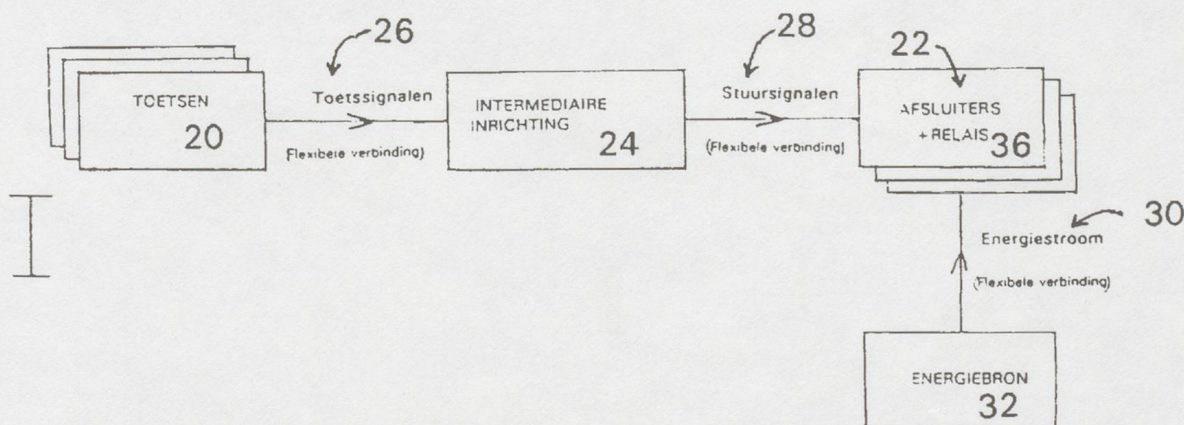 26
28
22
TOETSEN
20
Toetssignalen
(Flexibele verbinding)
INTERMEDIAIRE
INRICHTING
24
Stuursignalen
(Flexibele verbinding)
AFSLUITERS
+ RELAIS 36
I
30
Energiestroom
(Flexibele verbinding)
ENERGIEBRON
32